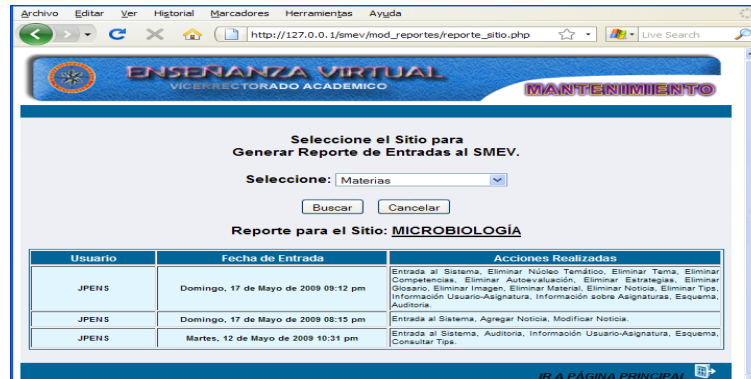 Archivo Editar Ver Historial Marcadores Herramientas Ayuda
http://127.0.0.1/smev/mod_reportes/reporte_sitio.php Live Search
ENSEÑANZA VIRTUAL
VICERRECTORADO ACADEMICO
MANTENIMIENTO
Seleccione el Sitio para
Generar Reporte de Entradas al SMEV.
Seleccione: Materias
Buscar Cancelar
Reporte para el Sitio: MICROBIOLOGÍA
Usuario Fecha de Entrada Acciones Realizadas
JPENS Domingo, 17 de Mayo de 2009 09:12 pm
Entrada al Sistema, Eliminar Núcleo Temático, Eliminar Tema, Eliminar
Competencias, Eliminar Autoevaluación, Eliminar Estrategias, Eliminar
Glosario, Eliminar Imagen, Eliminar Material, Eliminar Noticia, Eliminar Tips,
Información Usuario-Asignatura, Información sobre Asignaturas, Esquema,
Auditoria.
JPENS Domingo, 17 de Mayo de 2009 08:15 pm Entrada al Sistema, Agregar Noticia, Modificar Noticia.
JPENS Martes, 12 de Mayo de 2009 10:31 pm
Entrada al Sistema, Auditoria, Información Usuario-Asignatura, Esquema,
Consultar Tips.
IR A PÁGINA PRINCIPAL